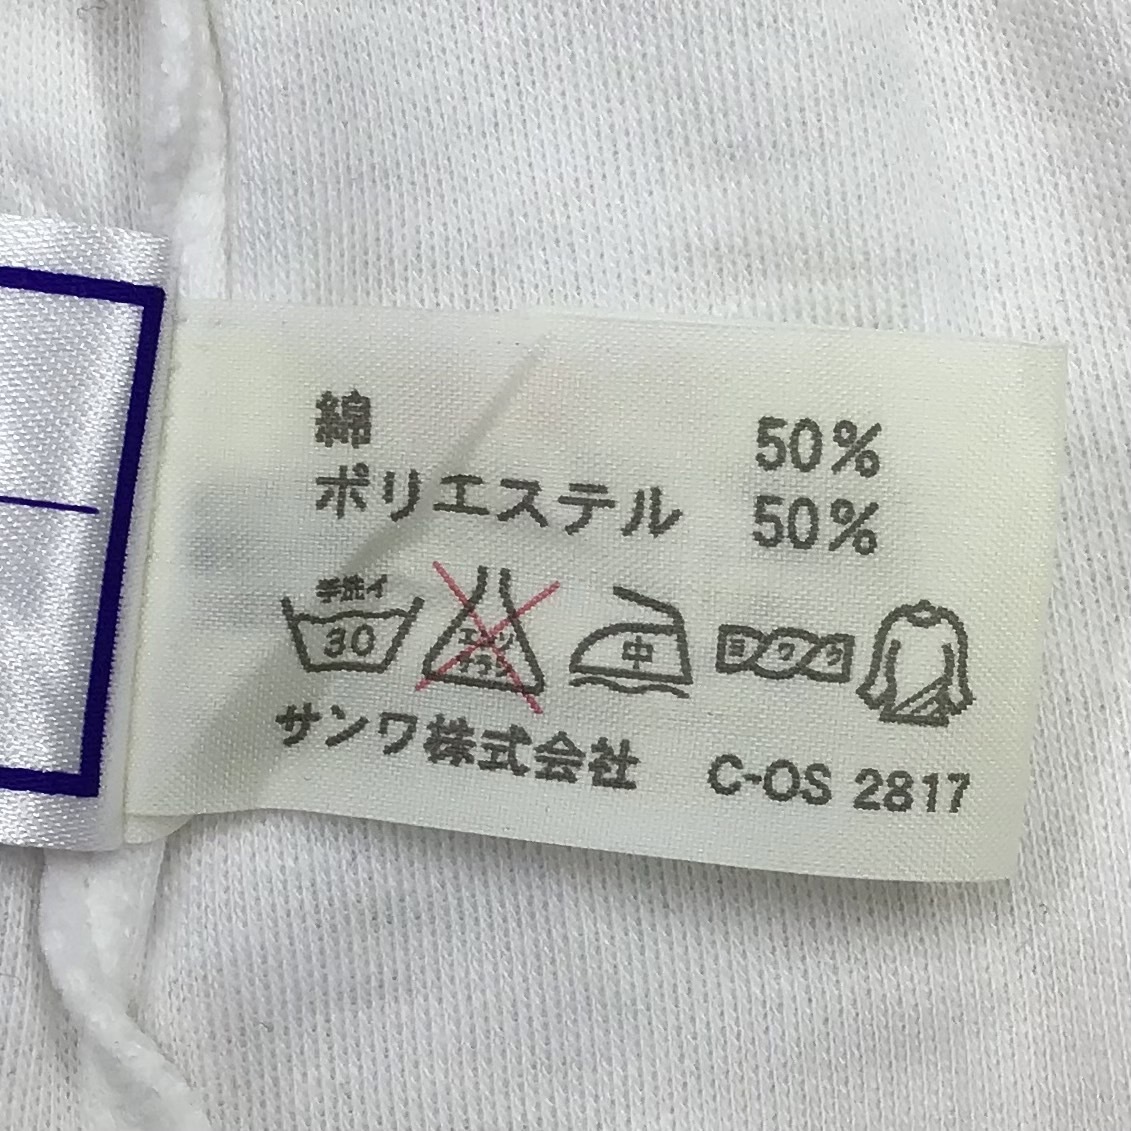 綿 50%
ポリエステル 50%
手洗イ
30
エンソ
サラシ
中
ヨワク
サンワ株式会社 C-OS 2817